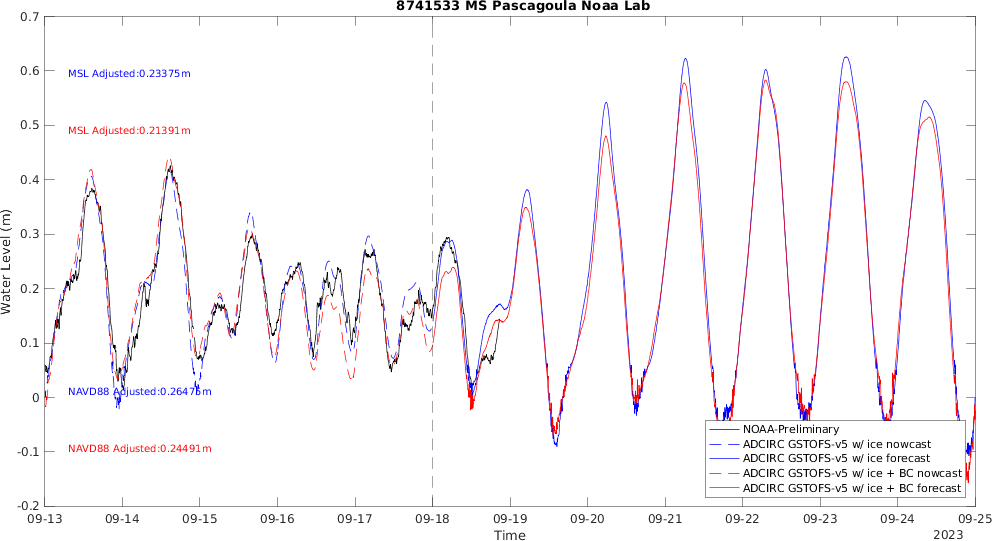 8741533 MS Pascagoula Noaa Lab
0.7
0.6
0.5
0.4
0.3
0.2
0.1
0
-0.1
-0.2
Water Level (m)
MSL Adjusted:0.23375m
MSL Adjusted:0.21391m
NAVD88 Adjusted:0.26475m
NAVD88 Adjusted:0.24491m
NOAA-Preliminary
ADCIRC GSTOFS-v5 w/ ice nowcast
ADCIRC GSTOFS-v5 w/ ice forecast
ADCIRC GSTOFS-v5 w/ ice + BC nowcast
ADCIRC GSTOFS-v5 w/ ice + BC forecast
09-13 09-14 09-15 09-16 09-17 09-18 09-19 09-20 09-21 09-22 09-23 09-24 09-25
Time
2023